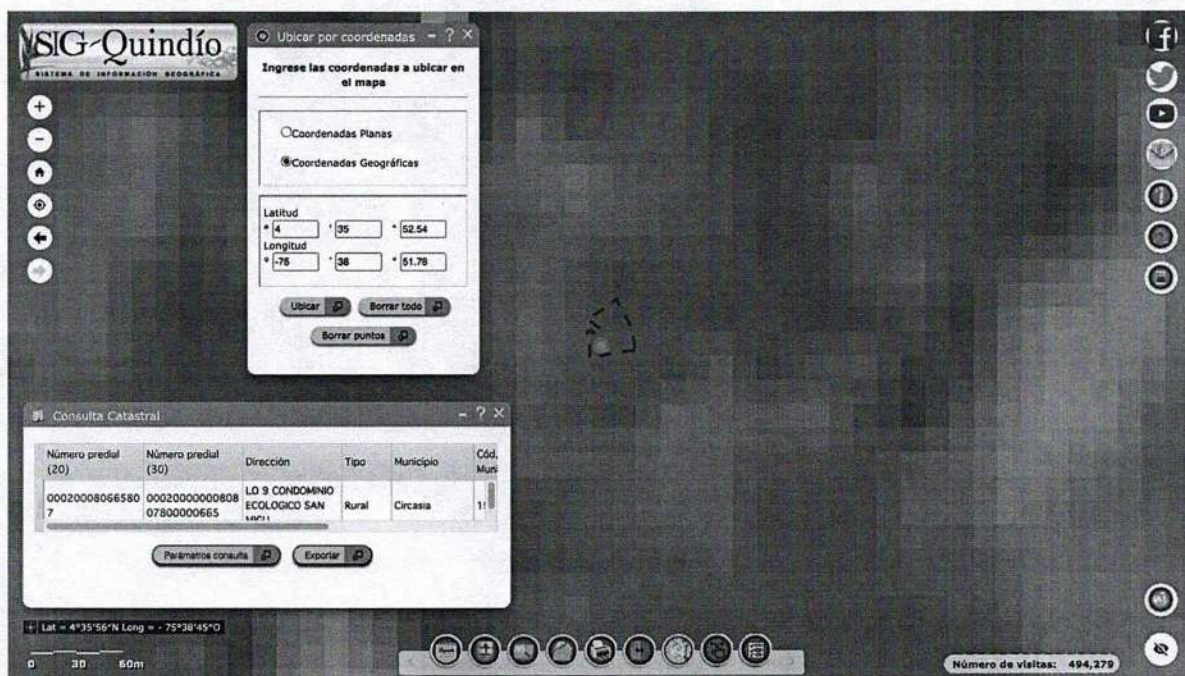 SIG-Quindío
SISTEMA DE INFORMACIÓN GEOGRÁFICA
Ubicar por coordenadas - ? ×
Ingrese las coordenadas a ubicar en
el mapa
Coordenadas Planas
Coordenadas Geográficas
Latitud
° 4 ' 35 " 52.54
Longitud
° -75 ' 38 " 51.76
Ubicar Borrar todo
Borrar puntos
Consulta Catastral - ? ×
Número predial Número predial Dirección Tipo Municipio Cód.
(20) (30) Muni
00020008066580 00020000000808 LO 9 CONDOMINIO
7 07800000665 ECOLOGICO SAN Rural Circasia
Parámetros consulta Exportar
Lat = 4°35'56"N Long = - 75°38'45"O
0 30 60m
Número de visitas: 494,279